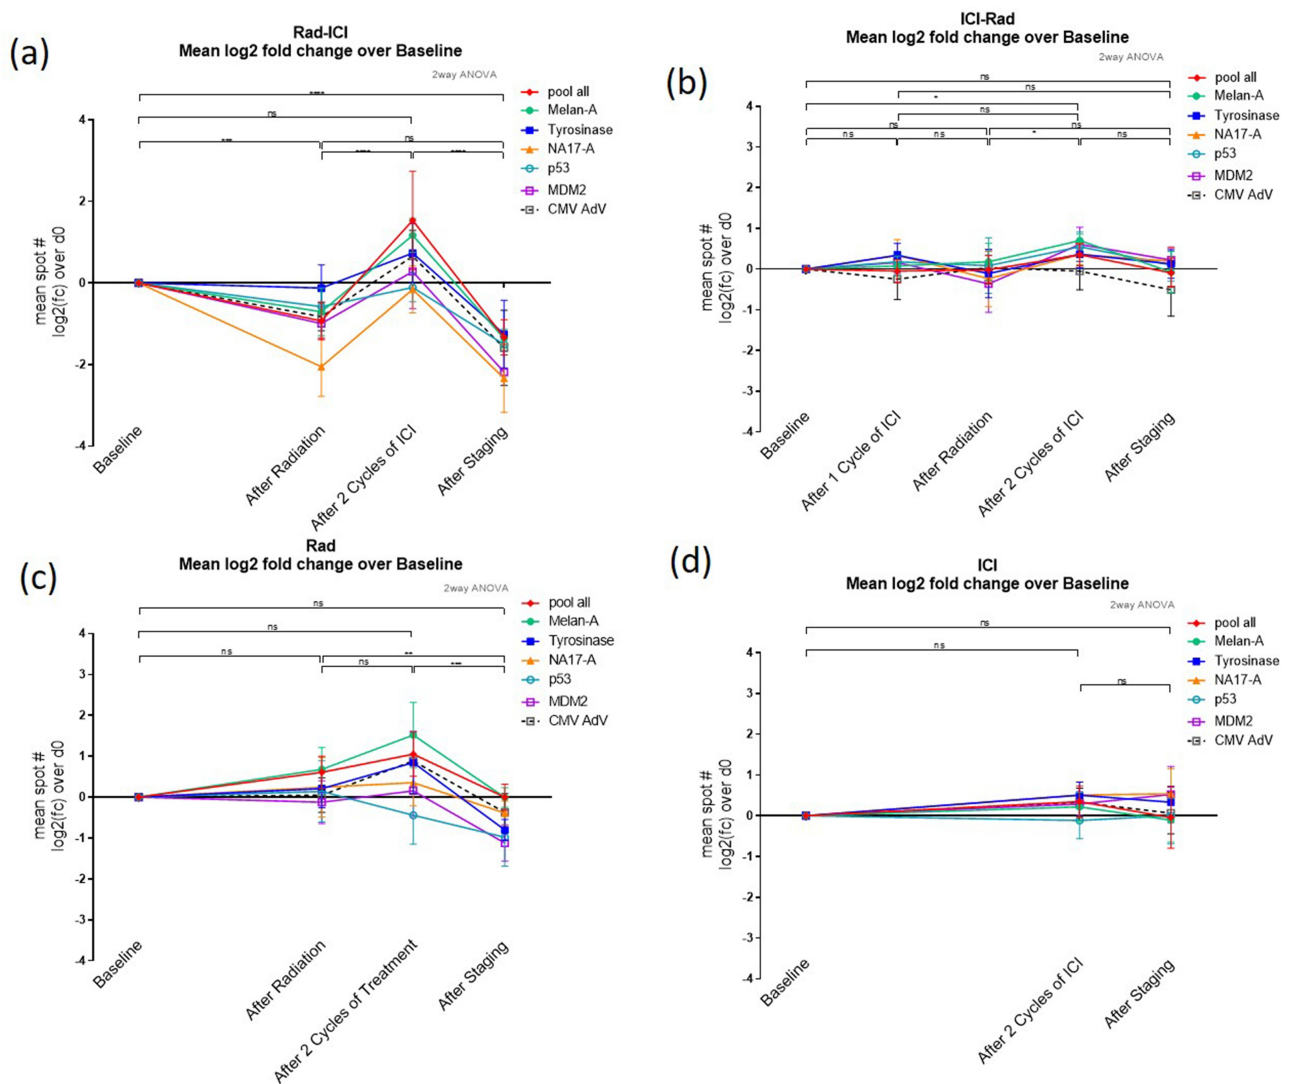 (a)
Rad-ICI
Mean log2 fold change over Baseline
2way ANOVA
****
ns
***
ns
****
****
pool all
Melan-A
Tyrosinase
NA17-A
p53
MDM2
CMV AdV
mean spot #
log2(fc) over d0
4
2
0
-2
-4
Baseline
After Radiation
After 2 Cycles of ICI
After Staging
(b)
ICI-Rad
Mean log2 fold change over Baseline
2way ANOVA
ns
ns
*
ns
ns
ns
ns
ns
*
ns
pool all
Melan-A
Tyrosinase
NA17-A
p53
MDM2
CMV AdV
mean spot #
log2(fc) over d0
4
3
2
1
0
-1
-2
-3
-4
Baseline
After 1 Cycle of ICI
After Radiation
After 2 Cycles of ICI
After Staging
(c)
Rad
Mean log2 fold change over Baseline
2way ANOVA
ns
ns
ns
**
ns
***
pool all
Melan-A
Tyrosinase
NA17-A
p53
MDM2
CMV AdV
mean spot #
log2(fc) over d0
4
3
2
1
0
-1
-2
-3
-4
Baseline
After Radiation
After 2 Cycles of Treatment
After Staging
(d)
ICI
Mean log2 fold change over Baseline
2way ANOVA
ns
ns
ns
pool all
Melan-A
Tyrosinase
NA17-A
p53
MDM2
CMV AdV
mean spot #
log2(fc) over d0
4
3
2
1
0
-1
-2
-3
-4
Baseline
After 2 Cycles of ICI
After Staging